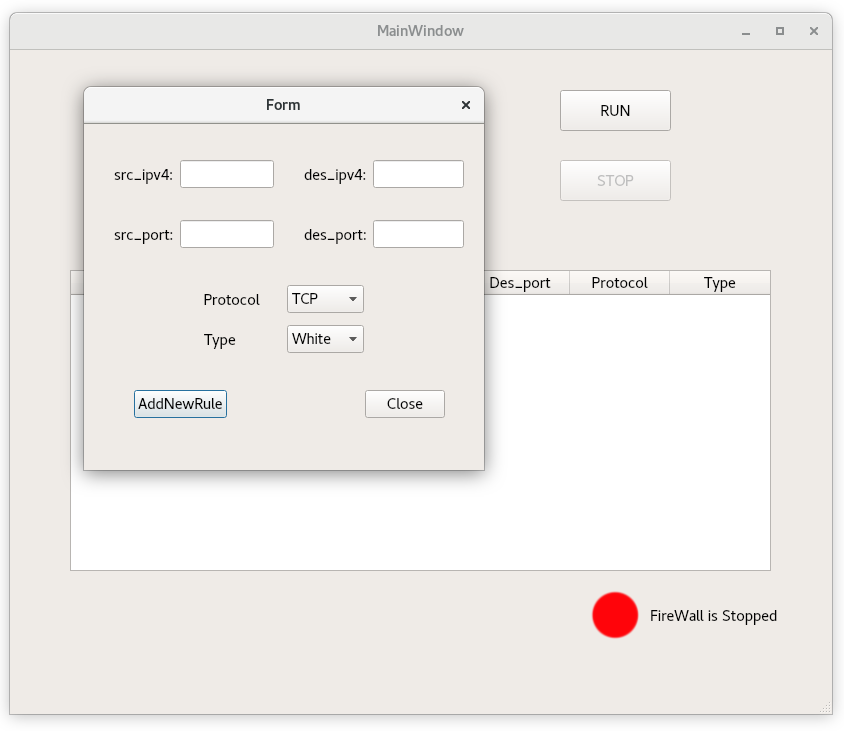 MainWindow
Form
RUN
src_ipv4:
des_ipv4:
STOP
src_port:
des_port:
Des_port Protocol Type
Protocol TCP
Type White
AddNewRule
Close
FireWall is Stopped